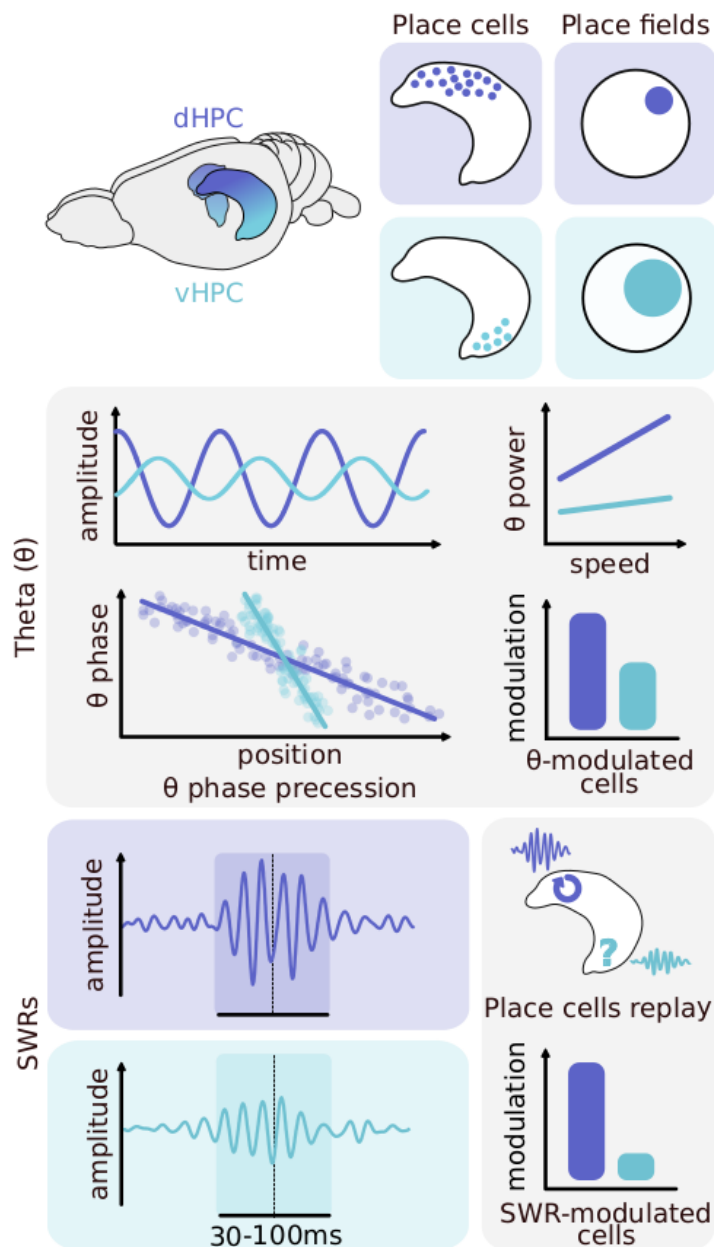 Place cells
Place fields
dHPC
vHPC
Theta (θ)
amplitude
time
θ power
speed
θ phase
position
θ phase precession
modulation
θ-modulated
cells
SWRs
amplitude
amplitude
30-100ms
?
Place cells replay
modulation
SWR-modulated
cells